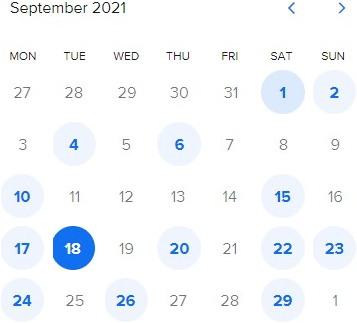 September 2021
MON TUE WED THU FRI SAT SUN
27 28 29 30 31 1 2
3 4 5 6 7 8 9
10 11 12 13 14 15 16
17 18 19 20 21 22 23
24 25 26 27 28 29 1